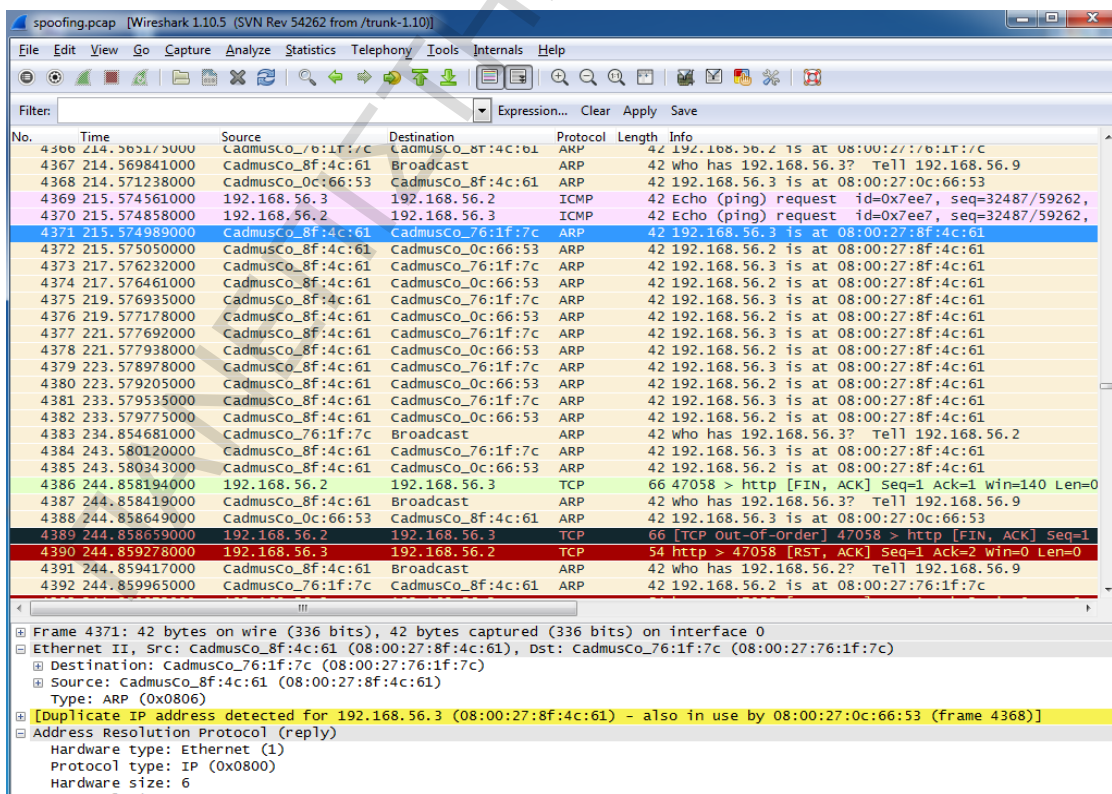 spoofing.pcap [Wireshark 1.10.5 (SVN Rev 54262 from /trunk-1.10)]
File Edit View Go Capture Analyze Statistics Telephony Tools Internals Help
Filter: Expression... Clear Apply Save
No. Time Source Destination Protocol Length Info
4366 214.565175000 CadmusCo_76:1f:7c CadmusCo_8f:4c:61 ARP 42 192.168.56.2 is at 08:00:27:76:1f:7c
4367 214.569841000 CadmusCo_8f:4c:61 Broadcast ARP 42 Who has 192.168.56.3? Tell 192.168.56.9
4368 214.571238000 CadmusCo_0c:66:53 CadmusCo_8f:4c:61 ARP 42 192.168.56.3 is at 08:00:27:0c:66:53
4369 215.574561000 192.168.56.3 192.168.56.2 ICMP 42 Echo (ping) request id=0x7ee7, seq=32487/59262,
4370 215.574858000 192.168.56.2 192.168.56.3 ICMP 42 Echo (ping) request id=0x7ee7, seq=32487/59262,
4371 215.574989000 CadmusCo_8f:4c:61 CadmusCo_76:1f:7c ARP 42 192.168.56.3 is at 08:00:27:8f:4c:61
4372 215.575050000 CadmusCo_8f:4c:61 CadmusCo_0c:66:53 ARP 42 192.168.56.2 is at 08:00:27:8f:4c:61
4373 217.576232000 CadmusCo_8f:4c:61 CadmusCo_76:1f:7c ARP 42 192.168.56.3 is at 08:00:27:8f:4c:61
4374 217.576461000 CadmusCo_8f:4c:61 CadmusCo_0c:66:53 ARP 42 192.168.56.2 is at 08:00:27:8f:4c:61
4375 219.576935000 CadmusCo_8f:4c:61 CadmusCo_76:1f:7c ARP 42 192.168.56.3 is at 08:00:27:8f:4c:61
4376 219.577178000 CadmusCo_8f:4c:61 CadmusCo_0c:66:53 ARP 42 192.168.56.2 is at 08:00:27:8f:4c:61
4377 221.577692000 CadmusCo_8f:4c:61 CadmusCo_76:1f:7c ARP 42 192.168.56.3 is at 08:00:27:8f:4c:61
4378 221.577938000 CadmusCo_8f:4c:61 CadmusCo_0c:66:53 ARP 42 192.168.56.2 is at 08:00:27:8f:4c:61
4379 223.578978000 CadmusCo_8f:4c:61 CadmusCo_76:1f:7c ARP 42 192.168.56.3 is at 08:00:27:8f:4c:61
4380 223.579205000 CadmusCo_8f:4c:61 CadmusCo_0c:66:53 ARP 42 192.168.56.2 is at 08:00:27:8f:4c:61
4381 233.579535000 CadmusCo_8f:4c:61 CadmusCo_76:1f:7c ARP 42 192.168.56.3 is at 08:00:27:8f:4c:61
4382 233.579775000 CadmusCo_8f:4c:61 CadmusCo_0c:66:53 ARP 42 192.168.56.2 is at 08:00:27:8f:4c:61
4383 234.854681000 CadmusCo_76:1f:7c Broadcast ARP 42 Who has 192.168.56.3? Tell 192.168.56.2
4384 243.580120000 CadmusCo_8f:4c:61 CadmusCo_76:1f:7c ARP 42 192.168.56.3 is at 08:00:27:8f:4c:61
4385 243.580343000 CadmusCo_8f:4c:61 CadmusCo_0c:66:53 ARP 42 192.168.56.2 is at 08:00:27:8f:4c:61
4386 244.858194000 192.168.56.2 192.168.56.3 TCP 66 47058 > http [FIN, ACK] Seq=1 Ack=1 Win=140 Len=0
4387 244.858419000 CadmusCo_8f:4c:61 Broadcast ARP 42 Who has 192.168.56.3? Tell 192.168.56.9
4388 244.858649000 CadmusCo_0c:66:53 CadmusCo_8f:4c:61 ARP 42 192.168.56.3 is at 08:00:27:0c:66:53
4389 244.858659000 192.168.56.2 192.168.56.3 TCP 66 [TCP Out-Of-Order] 47058 > http [FIN, ACK] Seq=1
4390 244.859278000 192.168.56.3 192.168.56.2 TCP 54 http > 47058 [RST, ACK] Seq=1 Ack=2 Win=0 Len=0
4391 244.859417000 CadmusCo_8f:4c:61 Broadcast ARP 42 Who has 192.168.56.2? Tell 192.168.56.9
4392 244.859965000 CadmusCo_76:1f:7c CadmusCo_8f:4c:61 ARP 42 192.168.56.2 is at 08:00:27:76:1f:7c
Frame 4371: 42 bytes on wire (336 bits), 42 bytes captured (336 bits) on interface 0
Ethernet II, Src: CadmusCo_8f:4c:61 (08:00:27:8f:4c:61), Dst: CadmusCo_76:1f:7c (08:00:27:76:1f:7c)
Destination: CadmusCo_76:1f:7c (08:00:27:76:1f:7c)
Source: CadmusCo_8f:4c:61 (08:00:27:8f:4c:61)
Type: ARP (0x0806)
[Duplicate IP address detected for 192.168.56.3 (08:00:27:8f:4c:61) - also in use by 08:00:27:0c:66:53 (frame 4368)]
Address Resolution Protocol (reply)
Hardware type: Ethernet (1)
Protocol type: IP (0x0800)
Hardware size: 6